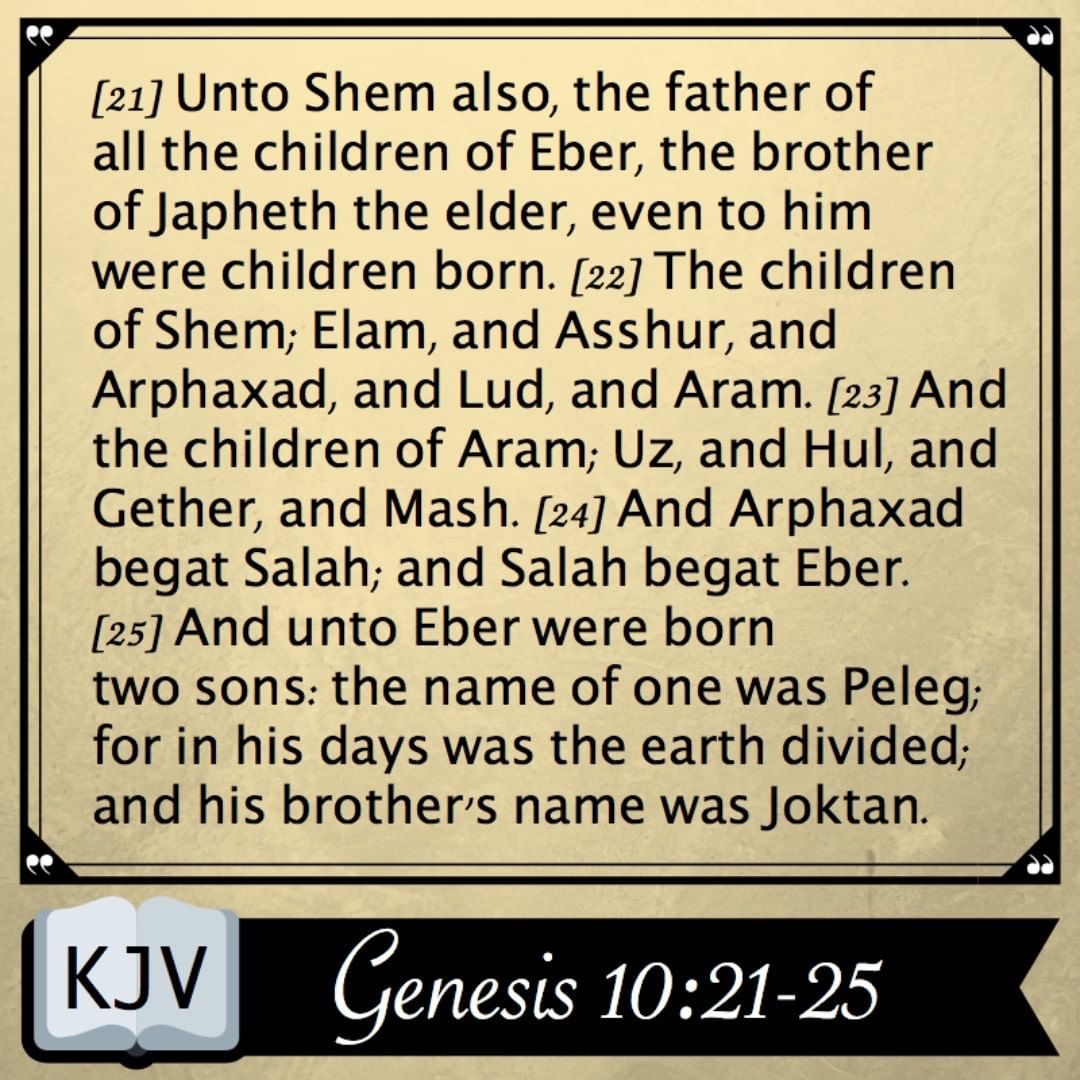 [21] Unto Shem also, the father of
all the children of Eber, the brother
of Japheth the elder, even to him
were children born. [22] The children
of Shem; Elam, and Asshur, and
Arphaxad, and Lud, and Aram. [23] And
the children of Aram; Uz, and Hul, and
Gether, and Mash. [24] And Arphaxad
begat Salah; and Salah begat Eber.
[25] And unto Eber were born
two sons: the name of one was Peleg;
for in his days was the earth divided;
and his brother's name was Joktan.
KJV
Genesis 10:21-25